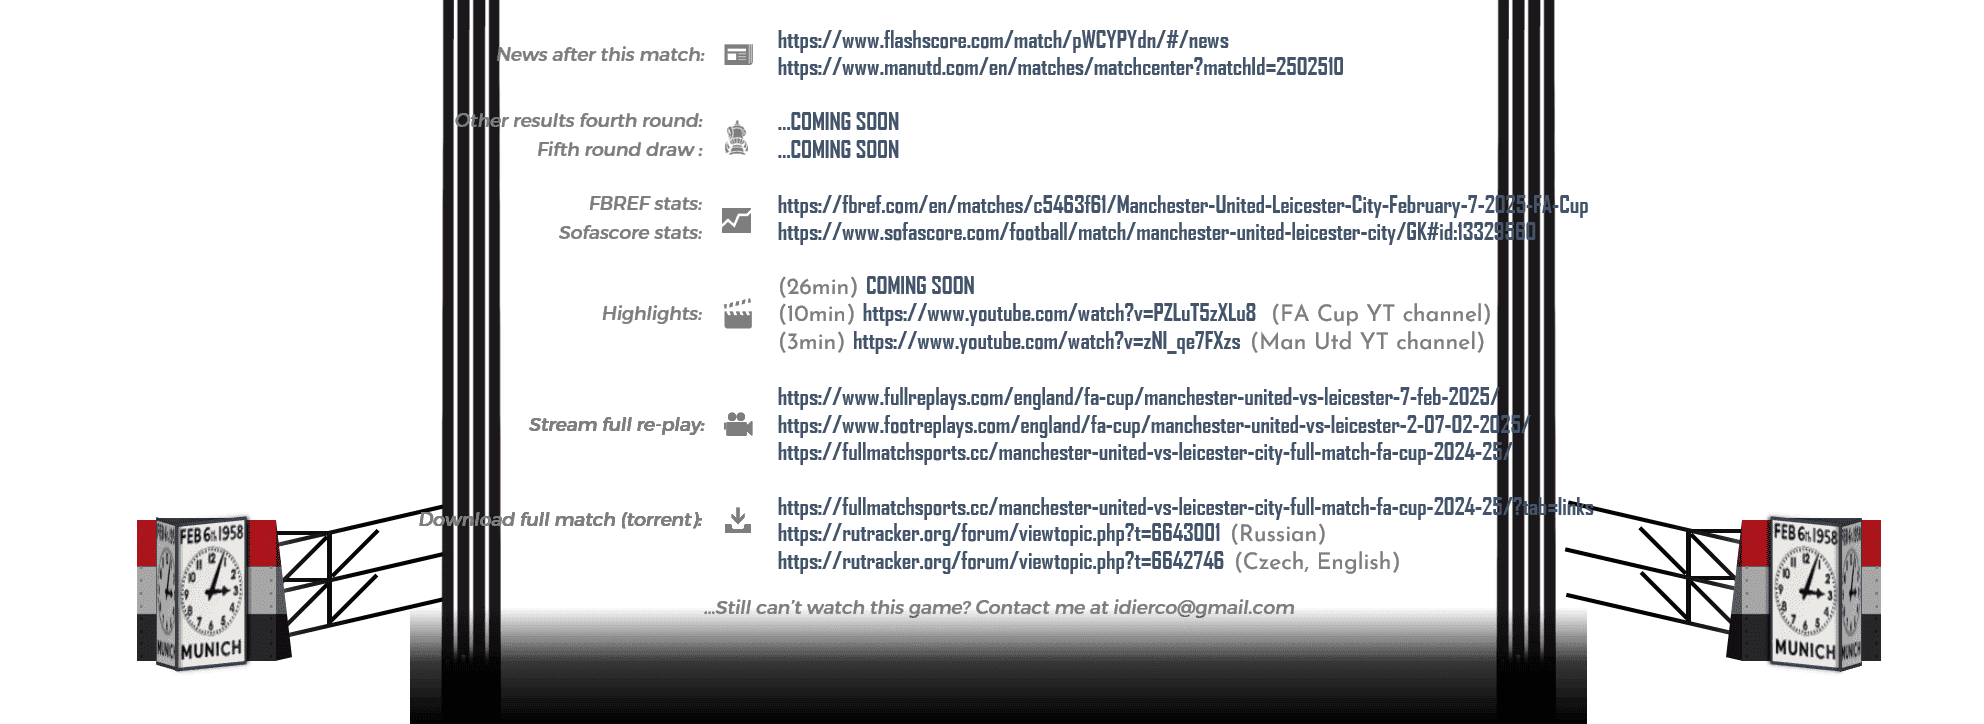 News after this match:
https://www.flashscore.com/match/pWCYPYdn/#/news
https://www.manutd.com/en/matches/matchcenter?matchId=2502510
Other results fourth round:
...COMING SOON
Fifth round draw :
...COMING SOON
FBREF stats:
https://fbref.com/en/matches/c5463f61/Manchester-United-Leicester-City-February-7-2025-FA-Cup
Sofascore stats:
https://www.sofascore.com/football/match/manchester-united-leicester-city/GK#id:13329560
Highlights:
(26min) COMING SOON
(10min) https://www.youtube.com/watch?v=PZLuT5zXLu8 (FA Cup YT channel)
(3min) https://www.youtube.com/watch?v=zNI_qe7FXzs (Man Utd YT channel)
Stream full re-play:
https://www.fullreplays.com/england/fa-cup/manchester-united-vs-leicester-7-feb-2025/
https://www.footreplays.com/england/fa-cup/manchester-united-vs-leicester-2-07-02-2025/
https://fullmatchsports.cc/manchester-united-vs-leicester-city-full-match-fa-cup-2024-25/
Download full match (torrent):
https://fullmatchsports.cc/manchester-united-vs-leicester-city-full-match-fa-cup-2024-25/?tab=links
https://rutracker.org/forum/viewtopic.php?t=6643001 (Russian)
https://rutracker.org/forum/viewtopic.php?t=6642746 (Czech, English)
...Still can't watch this game? Contact me at idierco@gmail.com
FEB 6th 1958
MUNICH
FEB 6th 1958
MUNICH